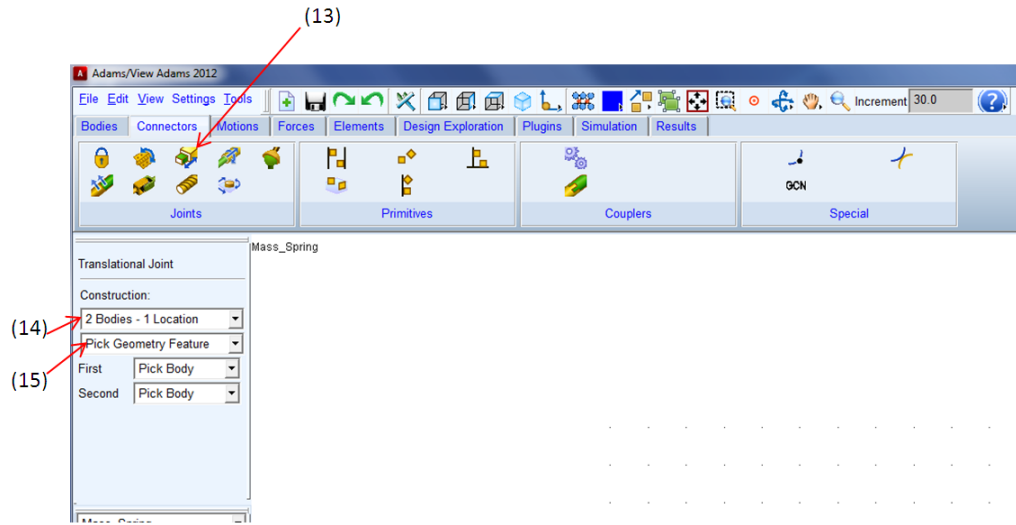 (13)
Adams/View Adams 2012
File Edit View Settings Tools Increment 30.0 ?
Bodies Connectors Motions Forces Elements Design Exploration Plugins Simulation Results
GCN
Joints Primitives Couplers Special
Mass_Spring
Translational Joint
Construction:
(14) 2 Bodies - 1 Location
Pick Geometry Feature
(15) First Pick Body
Second Pick Body
Mass_Spring